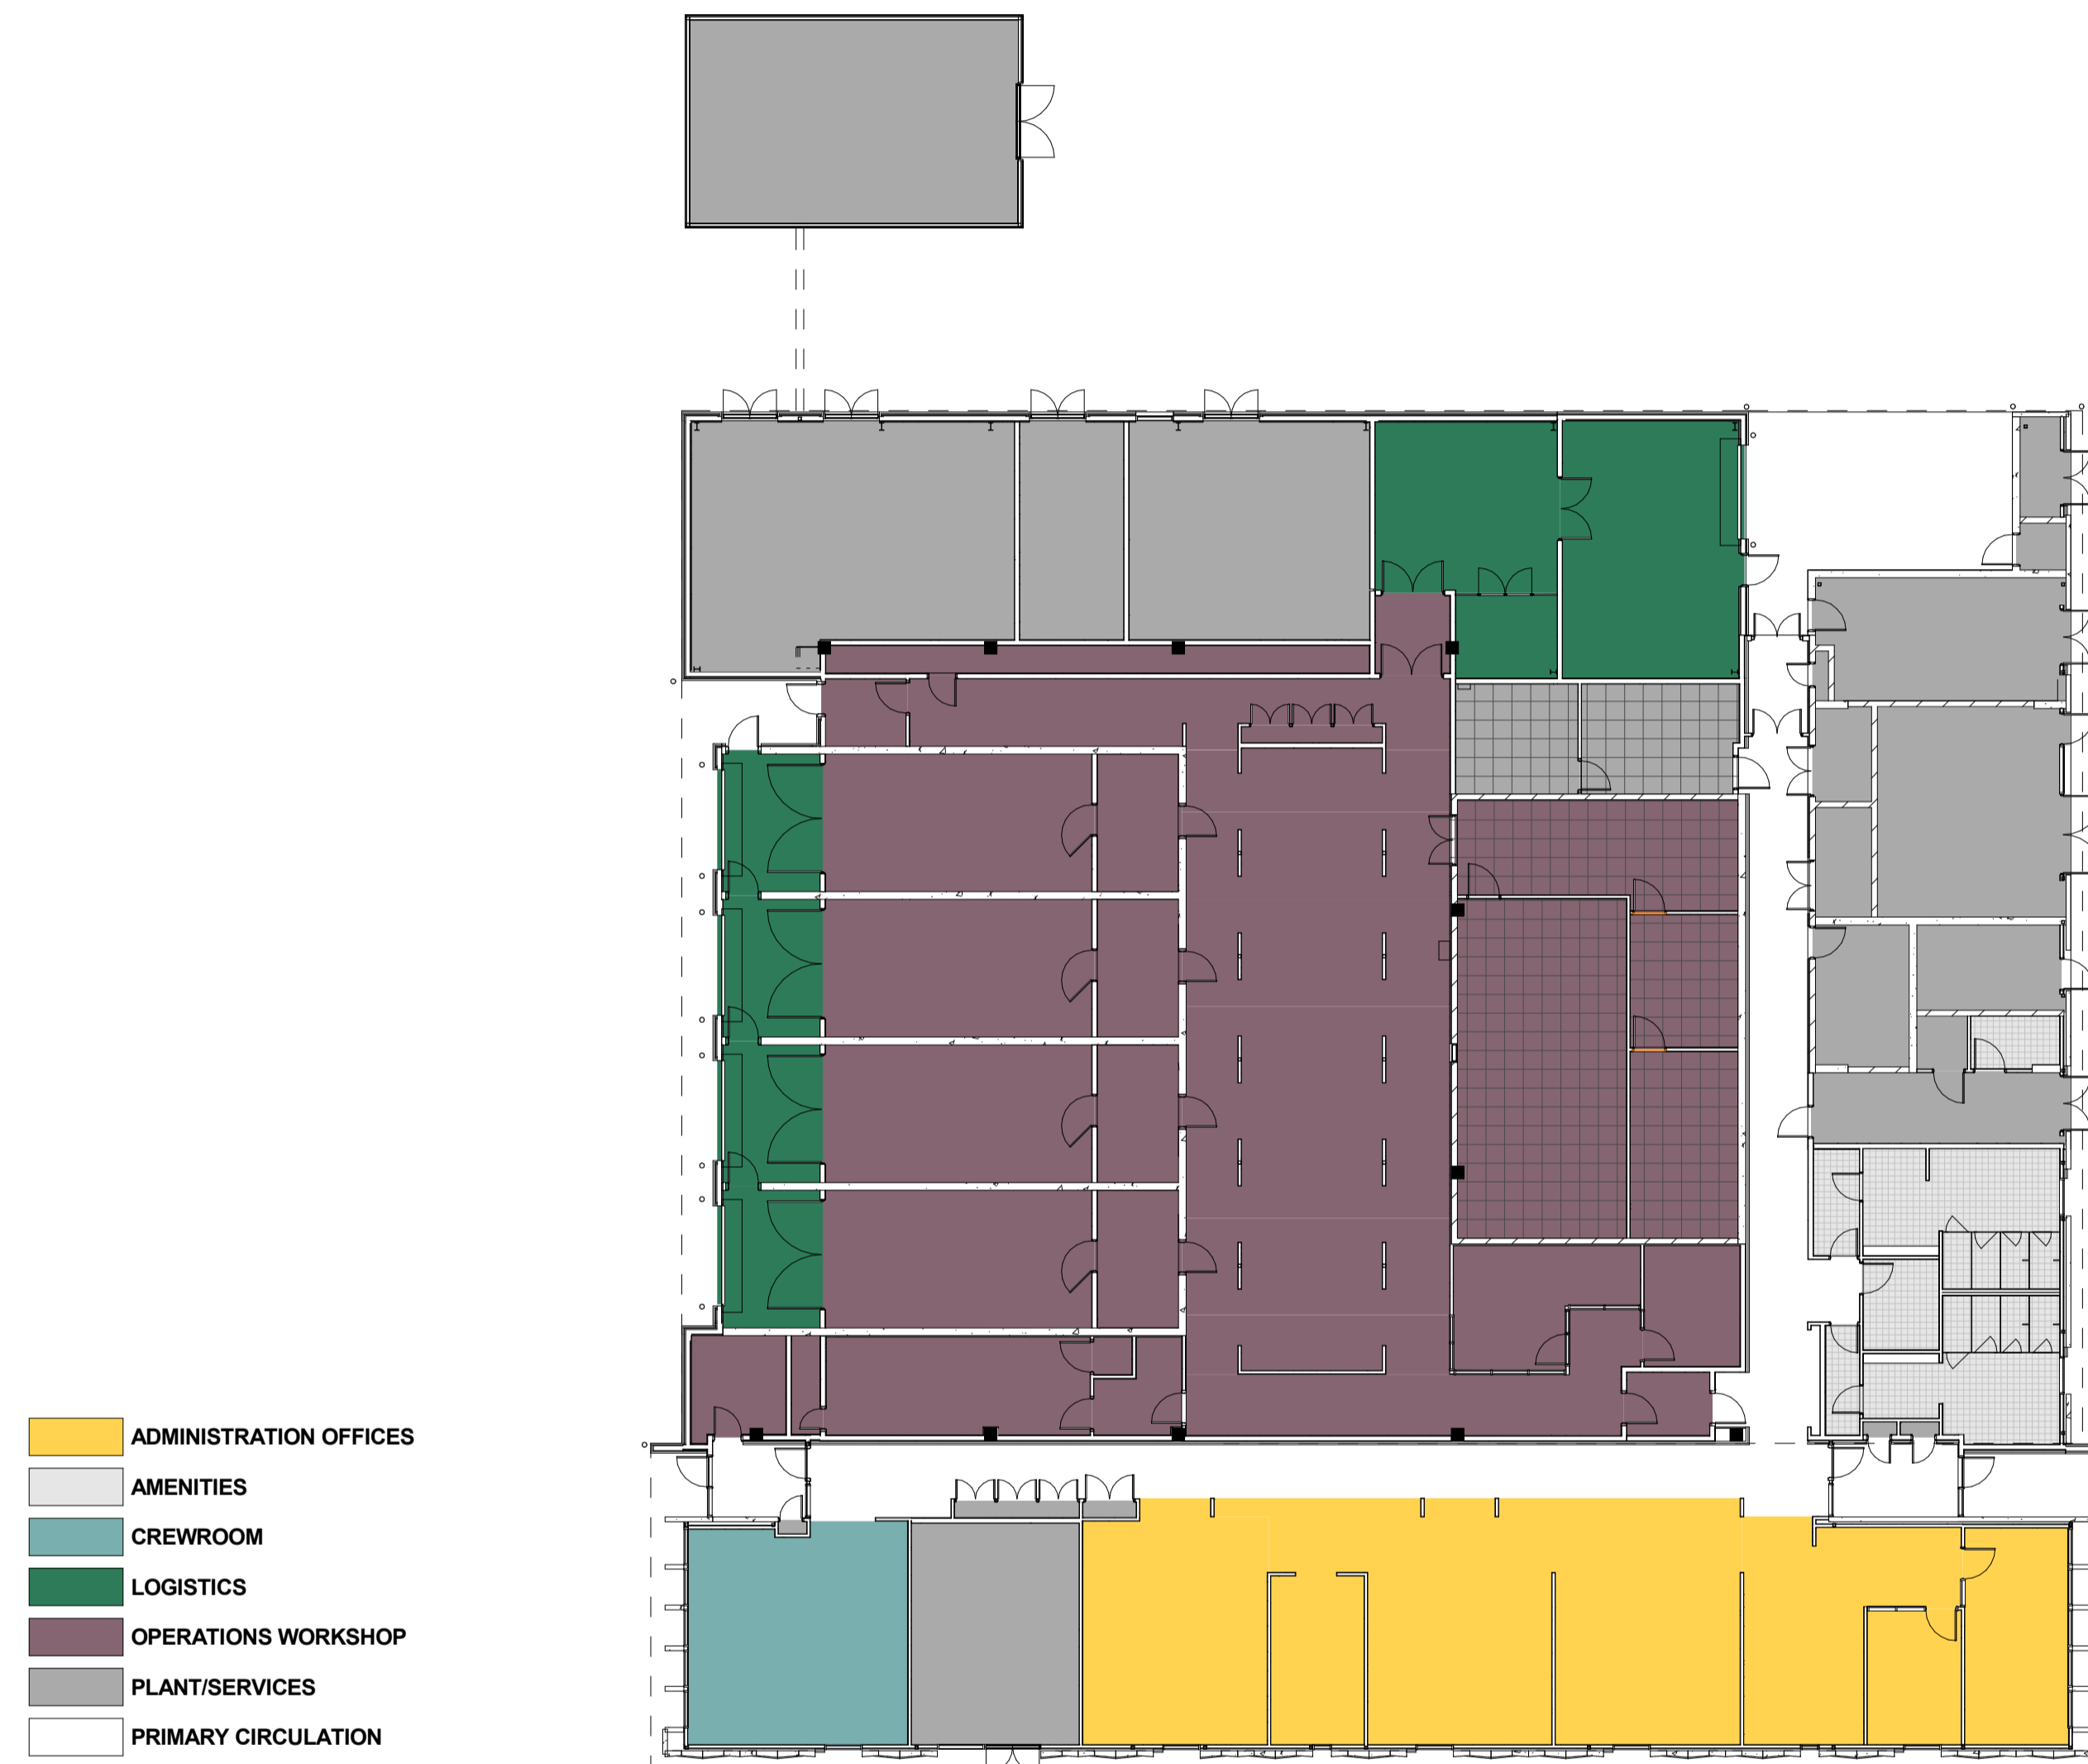 ADMINISTRATION OFFICES
AMENITIES
CREWROOM
LOGISTICS
OPERATIONS WORKSHOP
PLANT/SERVICES
PRIMARY CIRCULATION